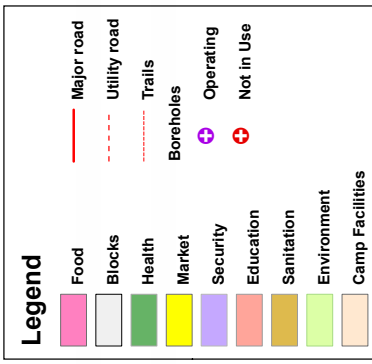 Legend
Food
Blocks
Health
Market
Security
Education
Sanitation
Environment
Camp Facilities
Major road
Utility road
Trails
Boreholes
Operating
Not in Use